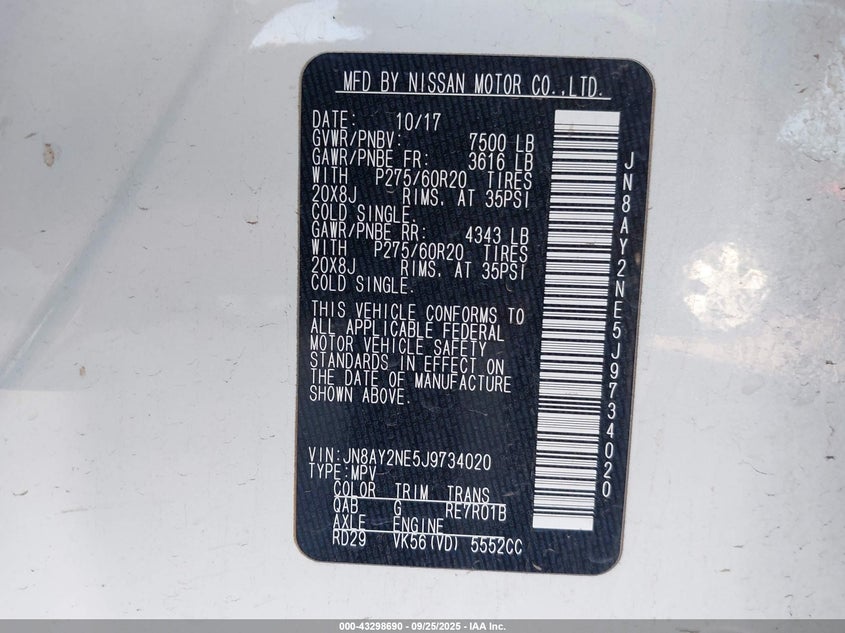 MFD BY NISSAN MOTOR CO.,LTD.
DATE: 10/17
GVWR/PNBV: 7500 LB
GAWR/PNBE FR: 3616 LB
WITH P275/60R20 TIRES
20X8J RIMS. AT 35PSI
COLD SINGLE.
GAWR/PNBE RR: 4343 LB
WITH P275/60R20 TIRES
20X8J RIMS. AT 35PSI
COLD SINGLE.
THIS VEHICLE CONFORMS TO
ALL APPLICABLE FEDERAL
MOTOR VEHICLE SAFETY
STANDARDS IN EFFECT ON
THE DATE OF MANUFACTURE
SHOWN ABOVE.
VIN:JN8AY2NE5J9734020
TYPE:MPV
COLOR TRIM TRANS
QAB G RE7R01B
AXLE ENGINE
RD29 VK56(VD) 5552CC
JN8AY2NE5J9734020
000-43298690 - 09/25/2025 - IAA Inc.